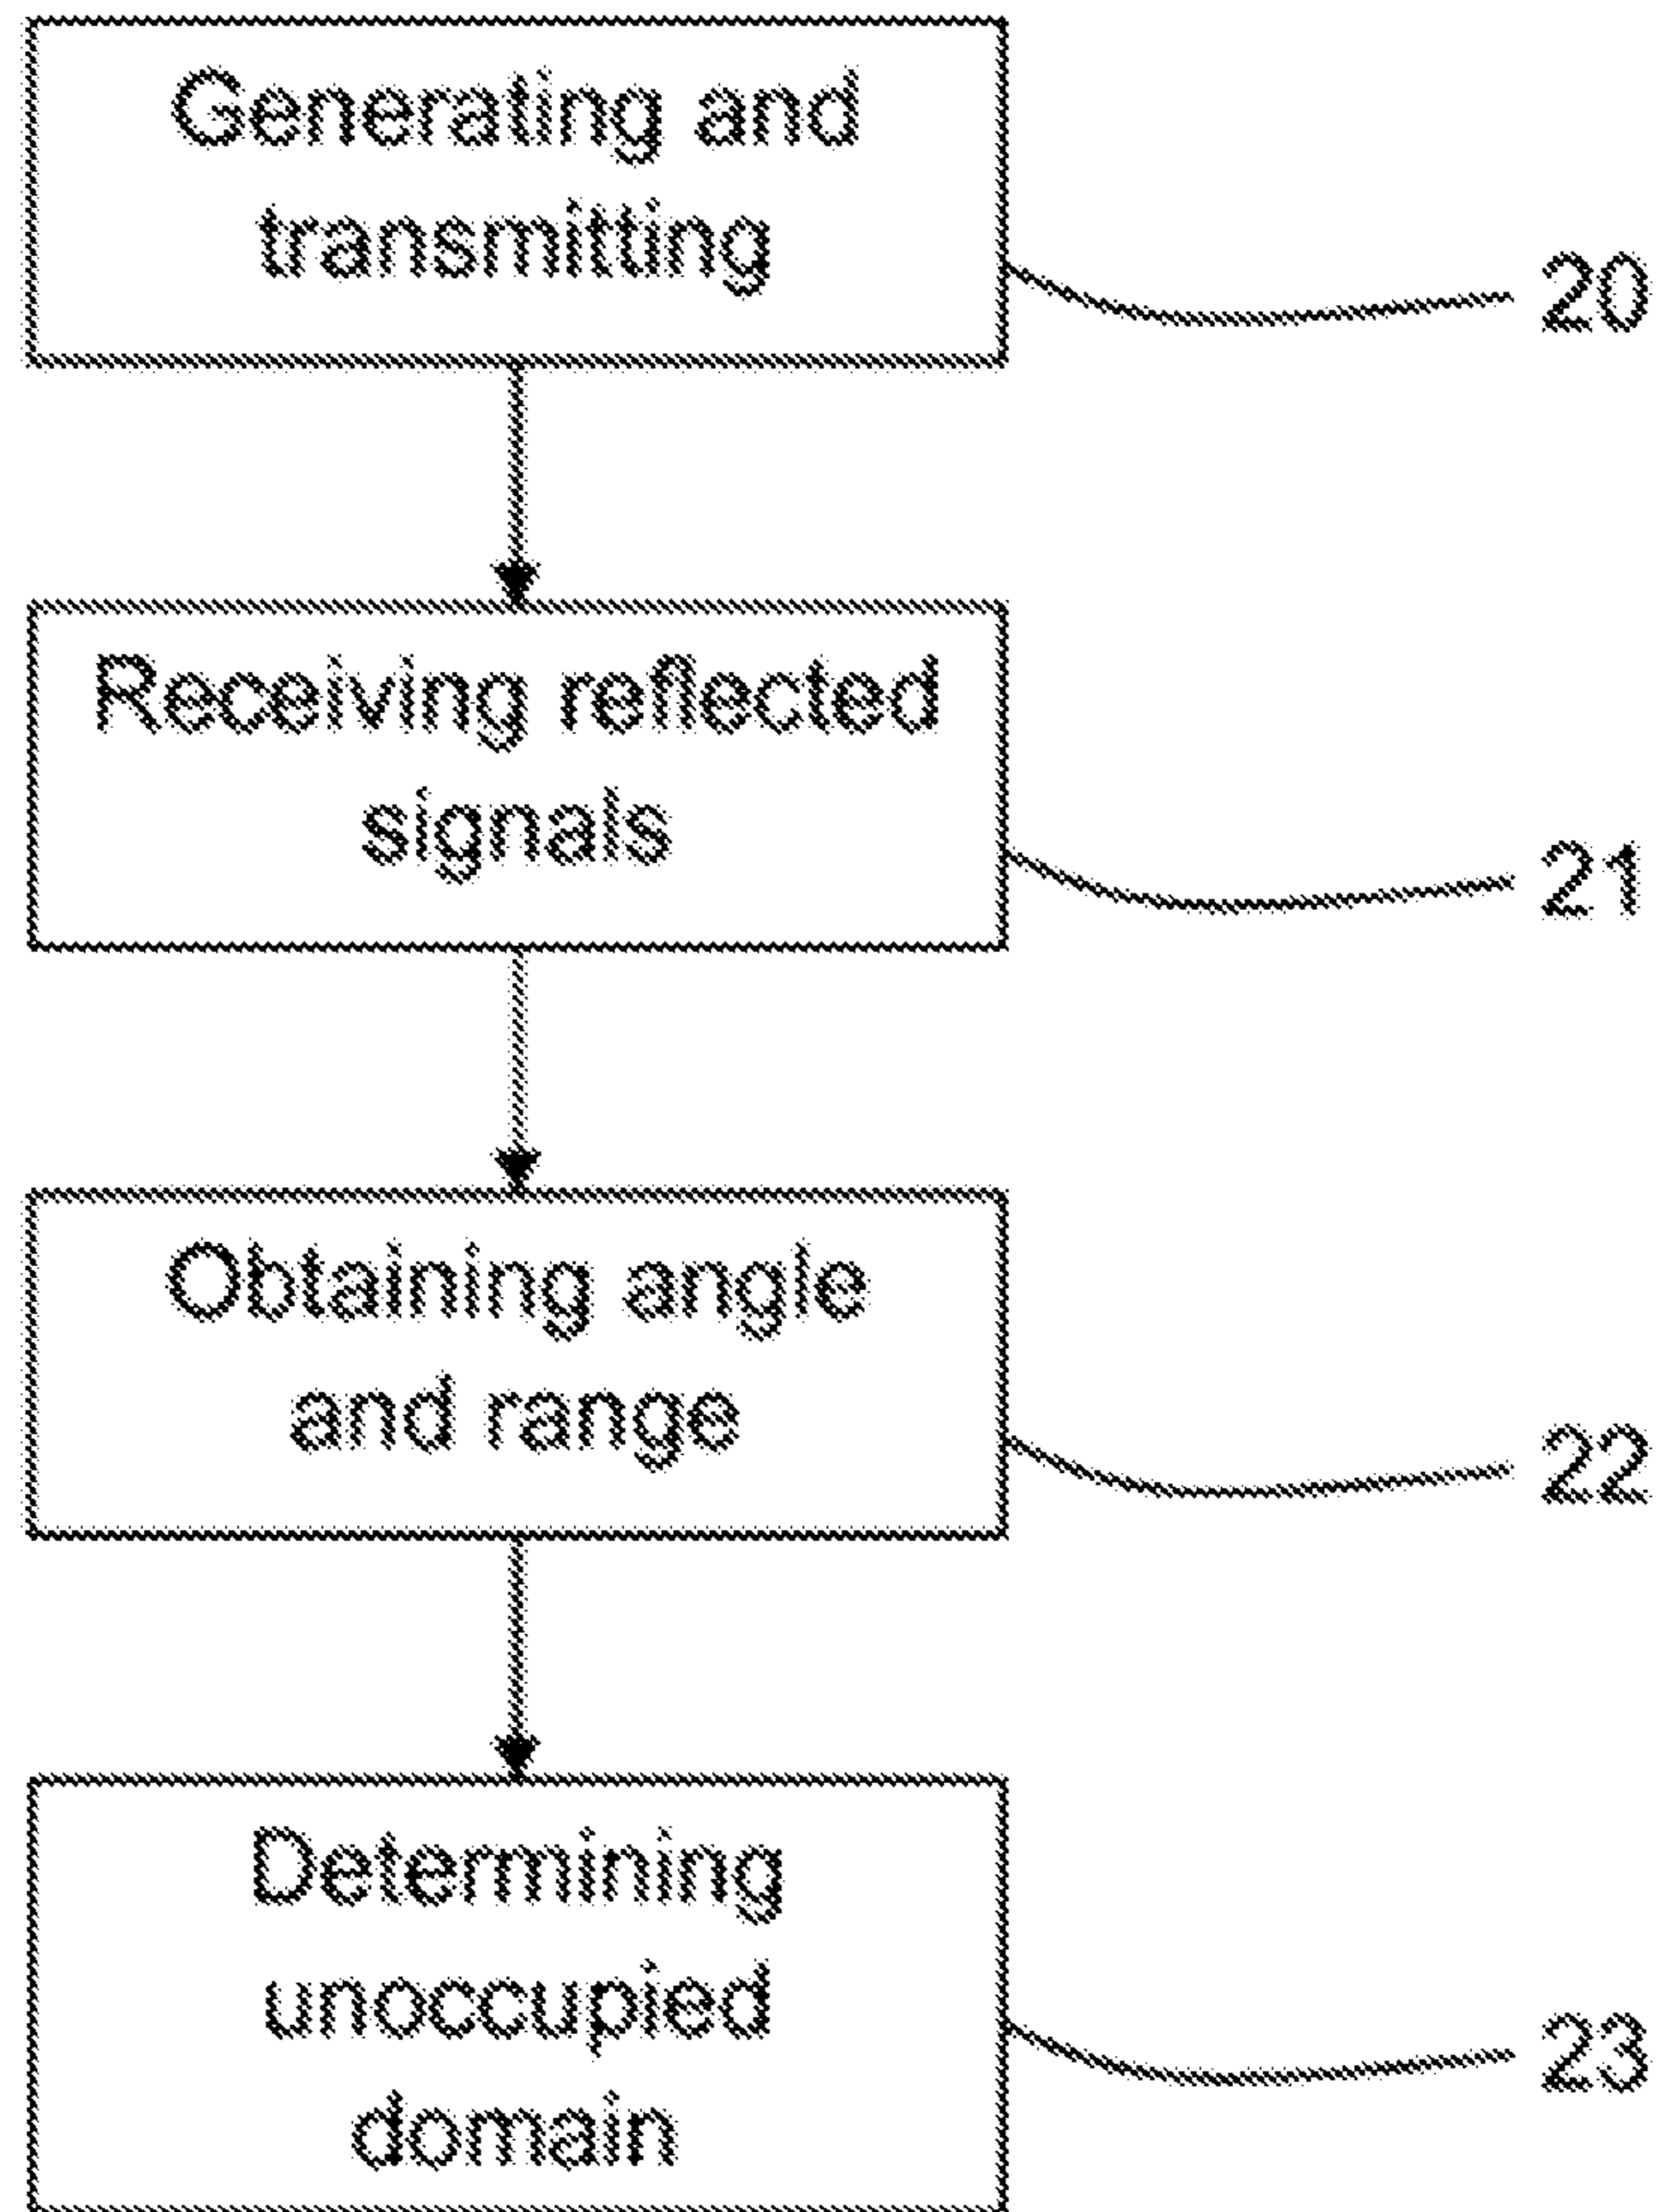 Generating and
transmitting
20
Receiving reflected
signals
21
Obtaining angle
and range
22
Determining
unoccupied
domain
23